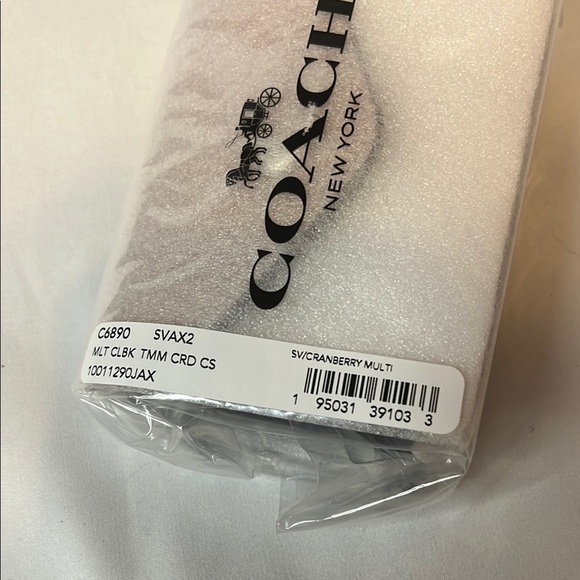 COACH
NEW YORK
C6890 SVAX2
MLT CLBK TMM CRD CS
10011290JAX
SV/CRANBERRY MULTI
1 95031 39103 3